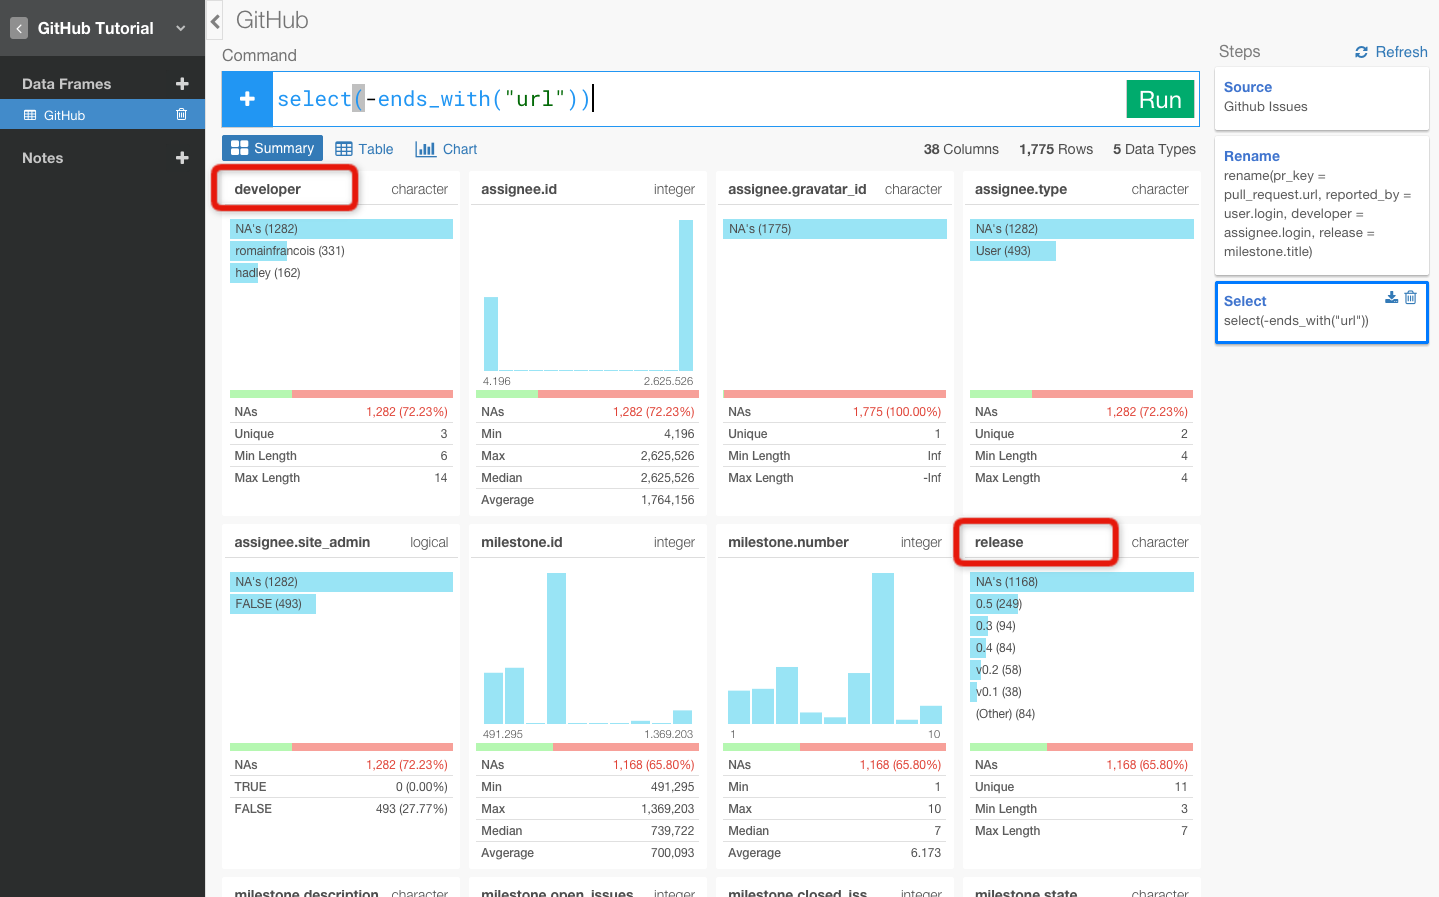 GitHub Tutorial
Data Frames
GitHub
Notes
GitHub
Command
select(-ends_with("url"))
Run
Summary
Table
Chart
38 Columns 1,775 Rows 5 Data Types
developer character
NA's (1282)
romainfrancois (331)
hadley (162)
NAs 1,282 (72.23%)
Unique 3
Min Length 6
Max Length 14
assignee.id integer
4.196 2.625.526
NAs 1,282 (72.23%)
Min 4,196
Max 2,625,526
Median 2,625,526
Avgerage 1,764,156
assignee.gravatar_id character
NA's (1775)
NAs 1,775 (100.00%)
Unique 1
Min Length Inf
Max Length -Inf
assignee.type character
NA's (1282)
User (493)
NAs 1,282 (72.23%)
Unique 2
Min Length 4
Max Length 4
assignee.site_admin logical
NA's (1282)
FALSE (493)
NAs 1,282 (72.23%)
TRUE 0 (0.00%)
FALSE 493 (27.77%)
milestone.id integer
491.295 1.369.203
NAs 1,168 (65.80%)
Min 491,295
Max 1,369,203
Median 739,722
Avgerage 700,093
milestone.number integer
1 10
NAs 1,168 (65.80%)
Min 1
Max 10
Median 7
Avgerage 6.173
release character
NA's (1168)
0.5 (249)
0.3 (94)
0.4 (84)
v0.2 (58)
v0.1 (38)
(Other) (84)
NAs 1,168 (65.80%)
Unique 11
Min Length 3
Max Length 7
milestone.description character
milestone.open_issues integer
milestone.closed_iss integer
milestone.state character
Steps
Refresh
Source
Github Issues
Rename
rename(pr_key =
pull_request.url, reported_by =
user.login, developer =
assignee.login, release =
milestone.title)
Select
select(-ends_with("url"))